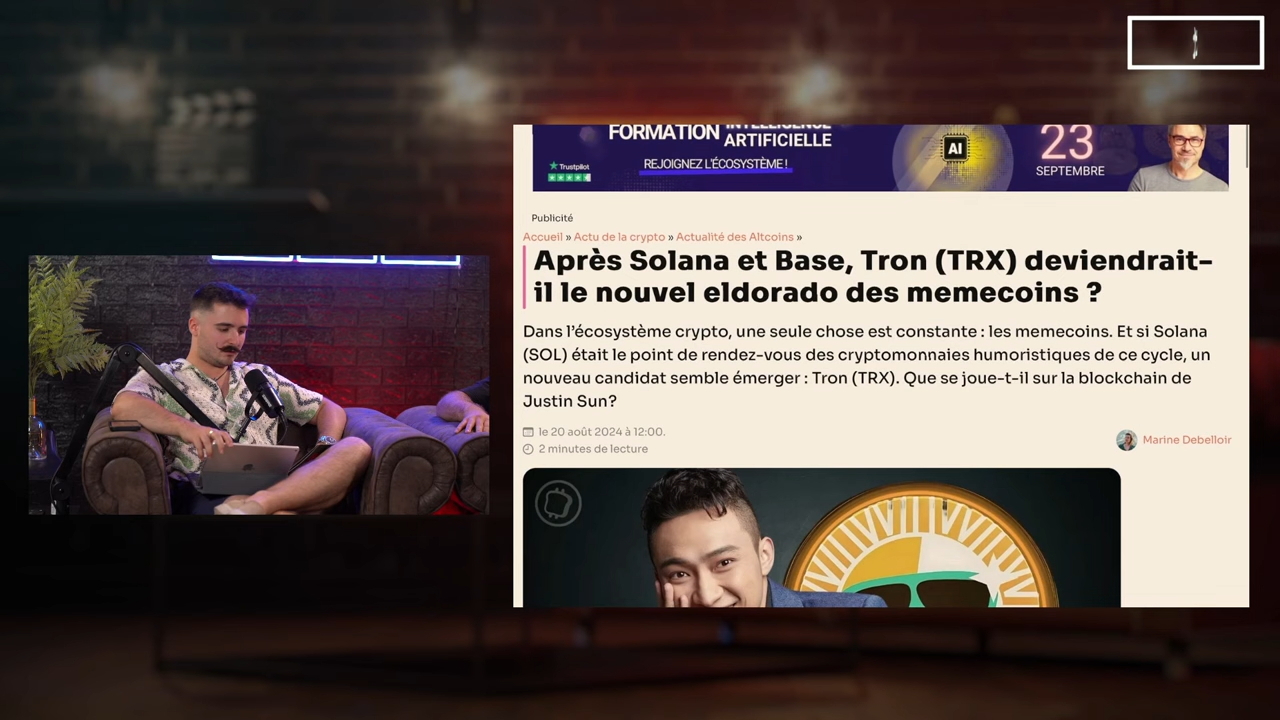 FORMATION INTELLIGENCE
ARTIFICIELLE
Trustpilot
REJOIGNEZ L'ÉCOSYSTÈME !
AI
23
SEPTEMBRE
Publicité
Accueil » Actu de la crypto » Actualité des Altcoins »
Après Solana et Base, Tron (TRX) deviendrait-
il le nouvel eldorado des memecoins ?
Dans l’écosystème crypto, une seule chose est constante : les memecoins. Et si Solana
(SOL) était le point de rendez-vous des cryptomonnaies humoristiques de ce cycle, un
nouveau candidat semble émerger : Tron (TRX). Que se joue-t-il sur la blockchain de
Justin Sun?
le 20 août 2024 à 12:00.
2 minutes de lecture
Marine Debelloir